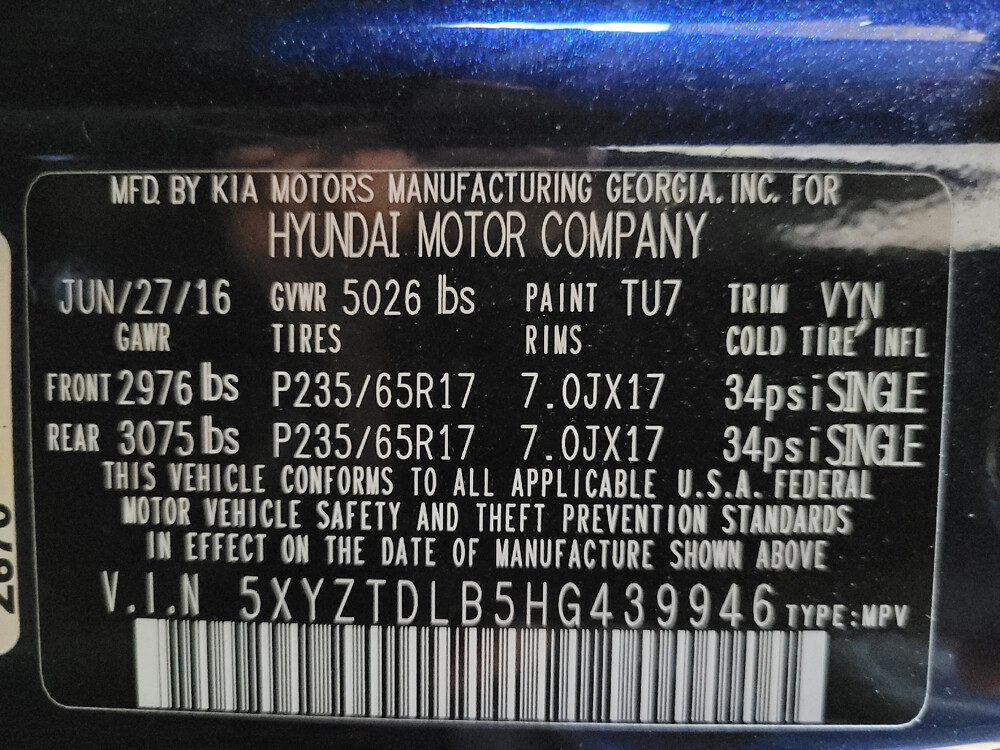 MFD. BY KIA MOTORS MANUFACTURING GEORGIA. INC. FOR
HYUNDAI MOTOR COMPANY
JUN/27/16 GVWR 5026 lbs PAINT TU7 TRIM VYN
GAWR TIRES RIMS COLD TIRE INFL
FRONT 2976 lbs P235/65R17 7.0JX17 34psi SINGLE
REAR 3075 lbs P235/65R17 7.0JX17 34psi SINGLE
THIS VEHICLE CONFORMS TO ALL APPLICABLE U.S.A. FEDERAL
MOTOR VEHICLE SAFETY AND THEFT PREVENTION STANDARDS
IN EFFECT ON THE DATE OF MANUFACTURE SHOWN ABOVE
V.I.N 5XYZTDLB5HG439946 TYPE:MPV